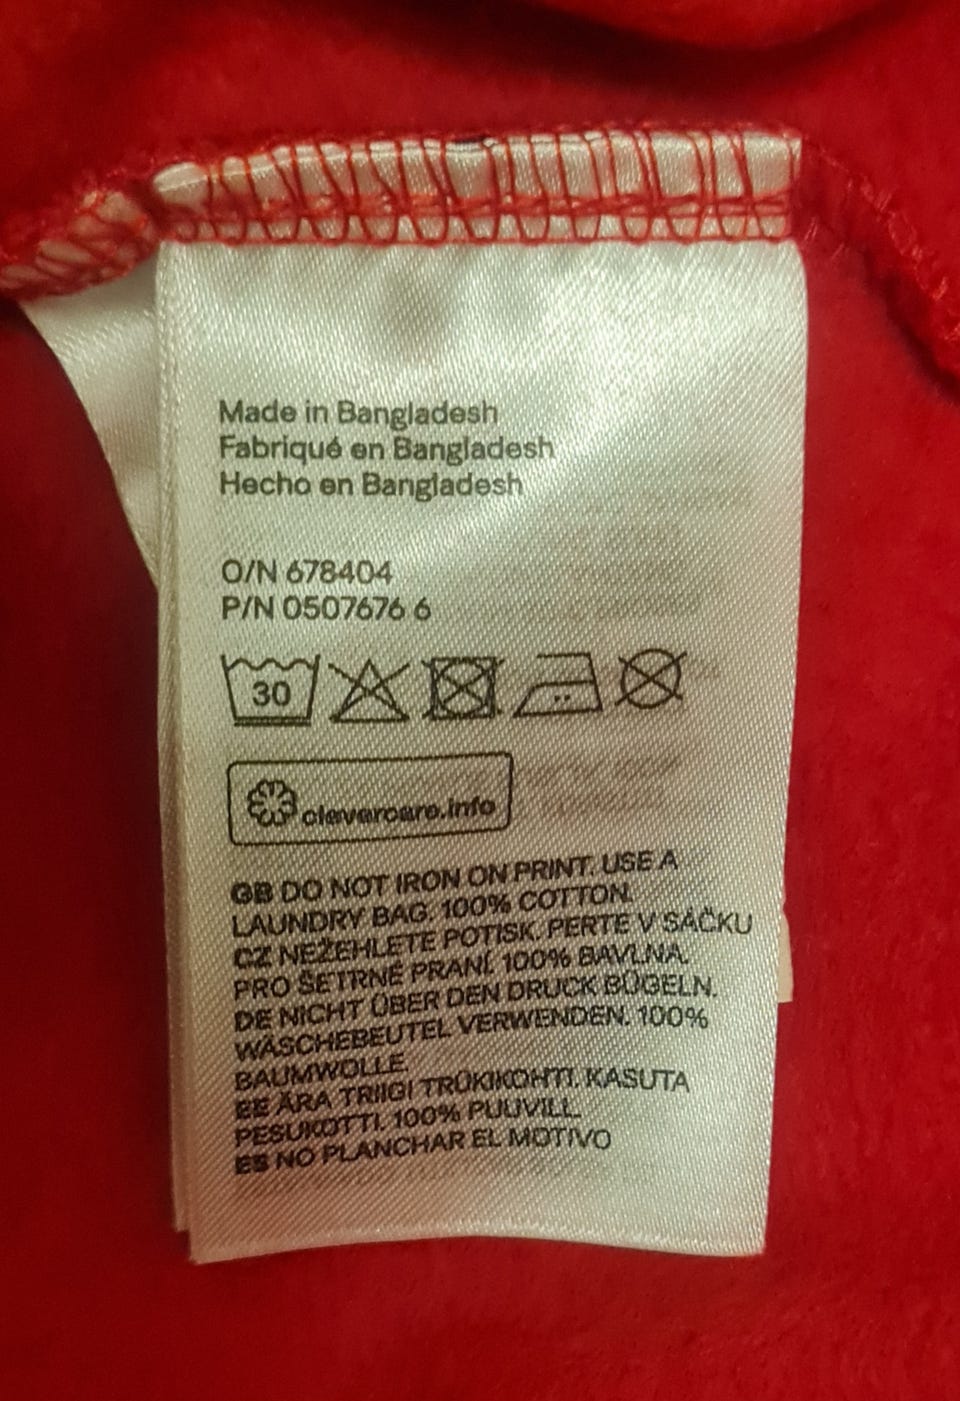 Made in Bangladesh
Fabriqué en Bangladesh
Hecho en Bangladesh
O/N 678404
P/N 0507676 6
30
clevercare.info
GB DO NOT IRON ON PRINT. USE A
LAUNDRY BAG. 100% COTTON.
CZ NEŽEHLETE POTISK. PERTE V SÁČKU
PRO ŠETRNÉ PRANÍ. 100% BAVLNA.
DE NICHT ÜBER DEN DRUCK BÜGELN.
WÄSCHEBEUTEL VERWENDEN. 100%
BAUMWOLLE.
EE ÄRA TRIIGI TRÜKIKOHTI. KASUTA
PESUKOTTI. 100% PUUVILL.
ES NO PLANCHAR EL MOTIVO